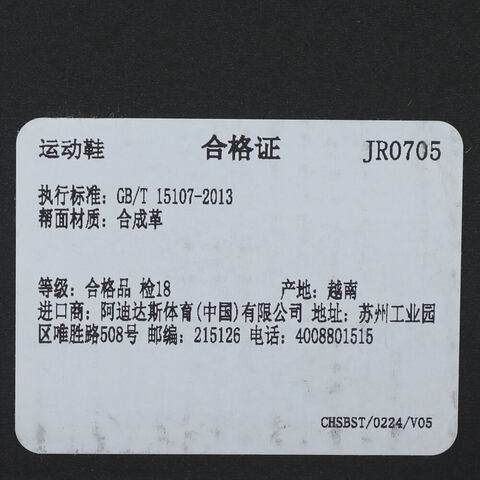 运动鞋 合格证 JR0705
执行标准：GB/T 15107-2013
帮面材质：合成革
等级：合格品 检18 产地：越南
进口商：阿迪达斯体育(中国)有限公司 地址：苏州工业园
区唯胜路508号 邮编：215126 电话：4008801515
CHSBST/0224/V05